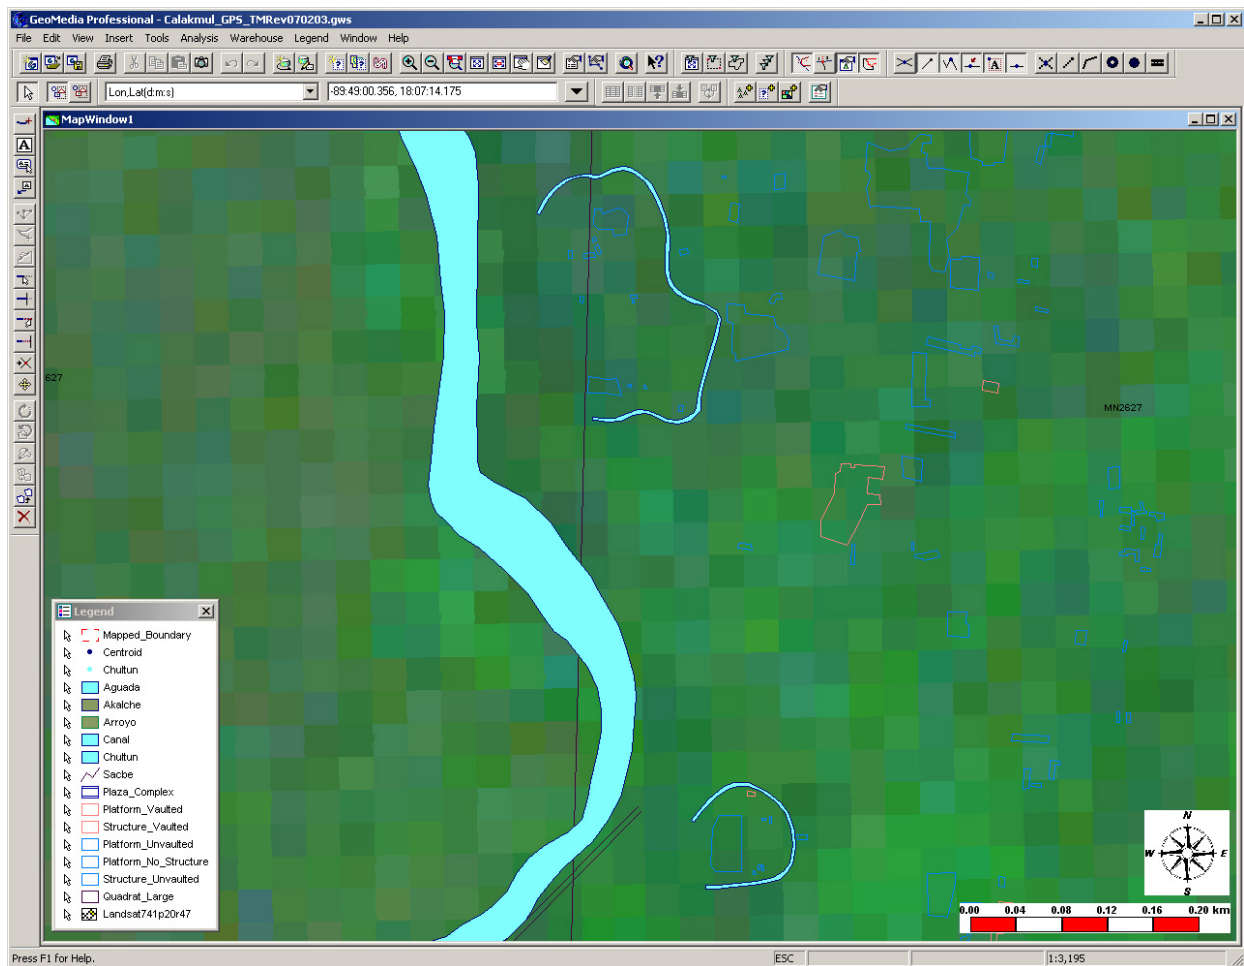 GeoMedia Professional - Calakmul_GPS_TMRev070203.gws
File Edit View Insert Tools Analysis Warehouse Legend Window Help
Lon,Lat(d:m:s)
-89:49:00.356, 18:07:14.175
MapWindow1
627
MN2627
Legend
Mapped_Boundary
Centroid
Chultun
Aguada
Akalche
Arroyo
Canal
Chultun
Sacbe
Plaza_Complex
Platform_Vaulted
Structure_Vaulted
Platform_Unvaulted
Platform_No_Structure
Structure_Unvaulted
Quadrat_Large
Landsat741p20r47
N
W E
S
0.00 0.04 0.08 0.12 0.16 0.20 km
Press F1 for Help.
ESC
1:3,195